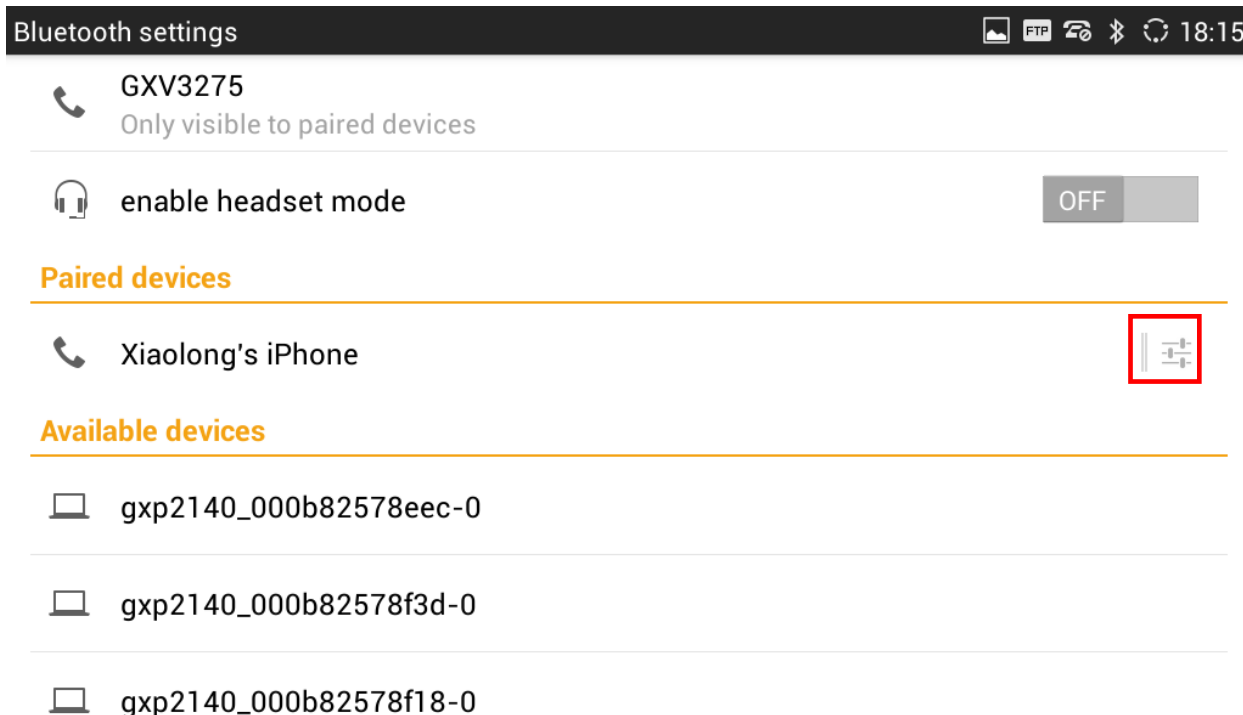 Bluetooth settings FTP 18:15
GXV3275
Only visible to paired devices
enable headset mode OFF
Paired devices
Xiaolong's iPhone
Available devices
gxp2140_000b82578eec-0
gxp2140_000b82578f3d-0
gxp2140_000b82578f18-0